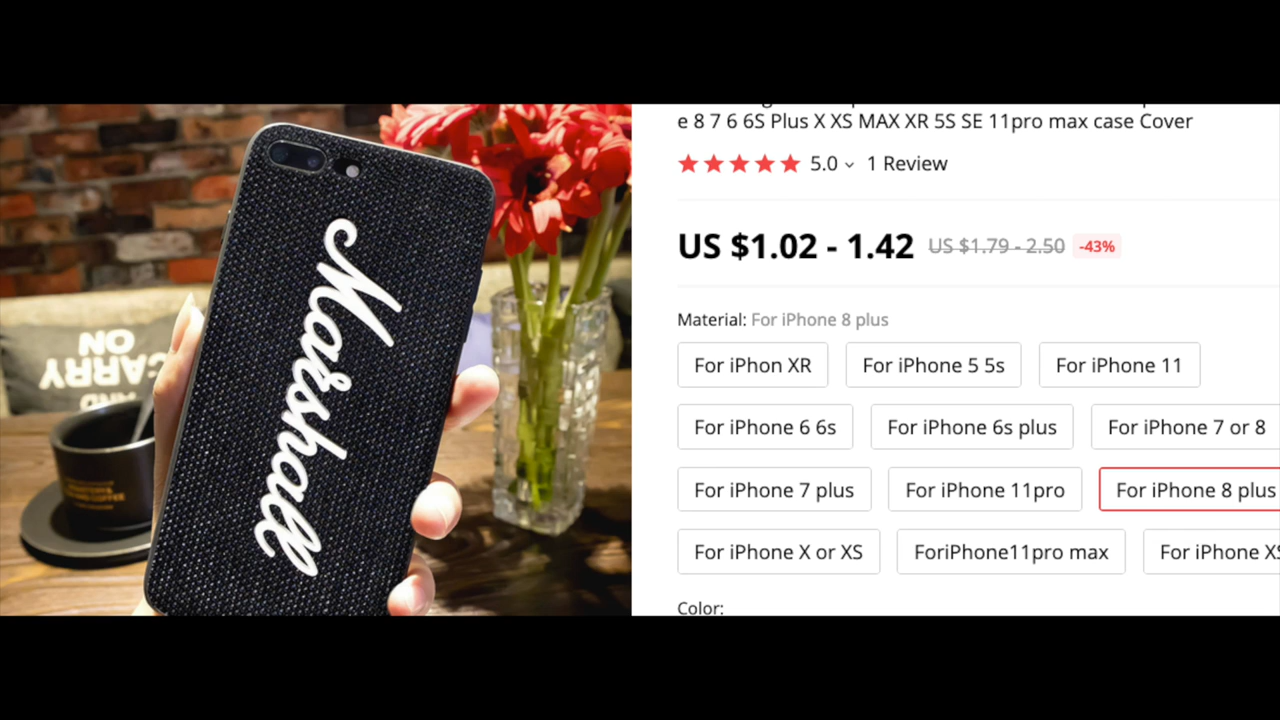 Marshall
CARRY
ON
AND
e 8 7 6 6S Plus X XS MAX XR 5S SE 11pro max case Cover
5.0 1 Review
US $1.02 - 1.42 US $1.79 - 2.50 -43%
Material: For iPhone 8 plus
For iPhon XR For iPhone 5 5s For iPhone 11
For iPhone 6 6s For iPhone 6s plus For iPhone 7 or 8
For iPhone 7 plus For iPhone 11pro For iPhone 8 plus
For iPhone X or XS ForiPhone11pro max For iPhone XS
Color: